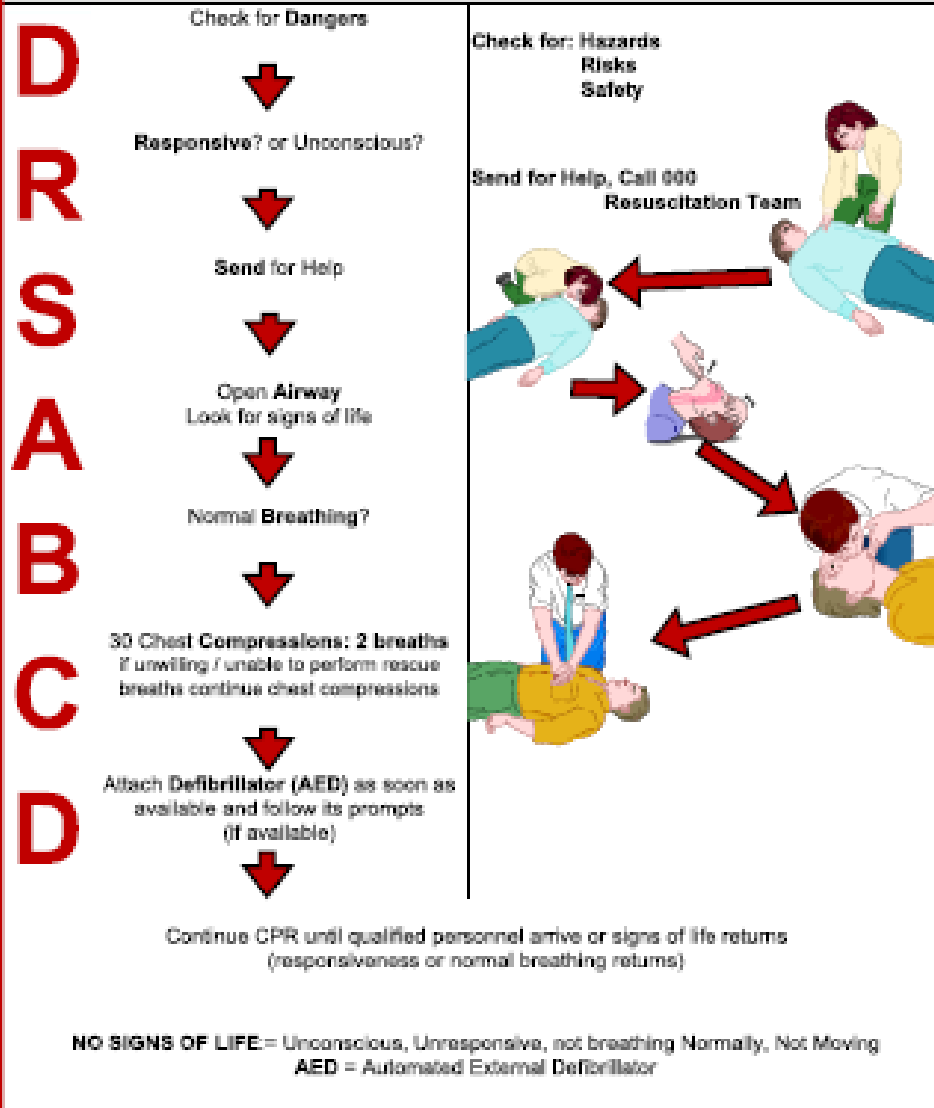 D
Check for Dangers
R
Responsive? or Unconscious?
S
Send for Help
A
Open Airway
Look for signs of life
B
Normal Breathing?
C
30 Chest Compressions: 2 breaths
if unwilling / unable to perform rescue
breaths continue chest compressions
D
Attach Defibrillator (AED) as soon as
available and follow its prompts
(if available)
Check for: Hazards
Risks
Safety
Send for Help, Call 000
Resuscitation Team
Continue CPR until qualified personnel arrive or signs of life returns
(responsiveness or normal breathing returns)
NO SIGNS OF LIFE = Unconscious, Unresponsive, not breathing Normally, Not Moving
AED = Automated External Defibrillator